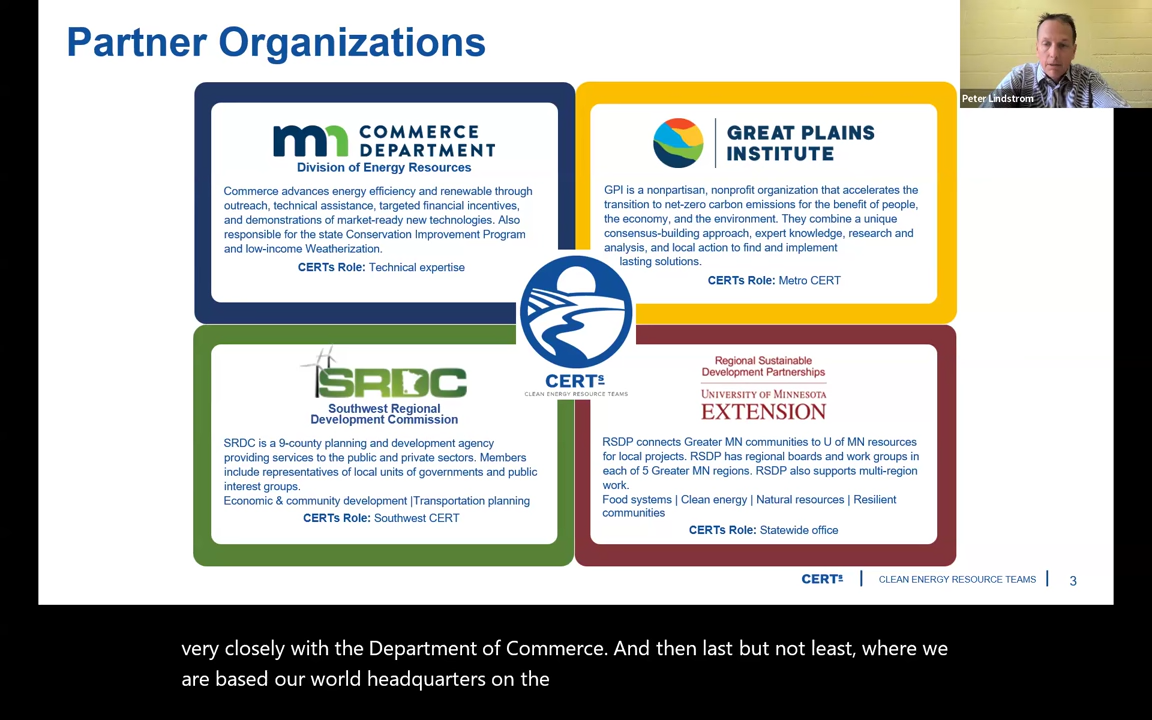 Partner Organizations
Peter Lindstrom
mn COMMERCE
DEPARTMENT
Division of Energy Resources
Commerce advances energy efficiency and renewable through
outreach, technical assistance, targeted financial incentives,
and demonstrations of market-ready new technologies. Also
responsible for the state Conservation Improvement Program
and low-income Weatherization.
CERTs Role: Technical expertise
GREAT PLAINS
INSTITUTE
GPI is a nonpartisan, nonprofit organization that accelerates the
transition to net-zero carbon emissions for the benefit of people,
the economy, and the environment. They combine a unique
consensus-building approach, expert knowledge, research and
analysis, and local action to find and implement
lasting solutions.
CERTs Role: Metro CERT
CERTs
CLEAN ENERGY RESOURCE TEAMS
SRDC
Southwest Regional
Development Commission
SRDC is a 9-county planning and development agency
providing services to the public and private sectors. Members
include representatives of local units of governments and public
interest groups.
Economic & community development |Transportation planning
CERTs Role: Southwest CERT
Regional Sustainable
Development Partnerships
UNIVERSITY OF MINNESOTA
EXTENSION
RSDP connects Greater MN communities to U of MN resources
for local projects. RSDP has regional boards and work groups in
each of 5 Greater MN regions. RSDP also supports multi-region
work.
Food systems | Clean energy | Natural resources | Resilient
communities
CERTs Role: Statewide office
CERTs | CLEAN ENERGY RESOURCE TEAMS | 3
very closely with the Department of Commerce. And then last but not least, where we
are based our world headquarters on the